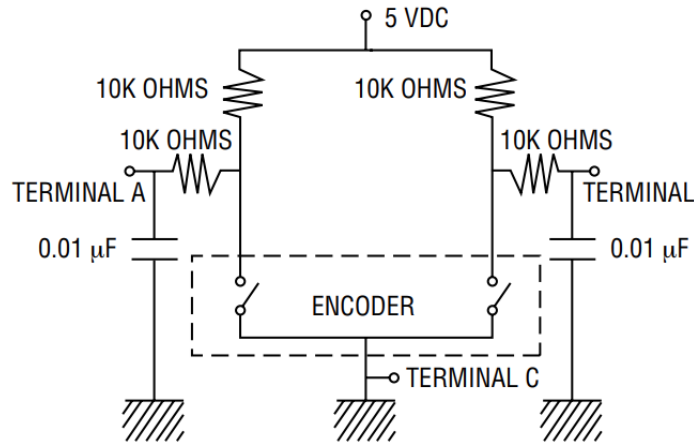 5 VDC
10K OHMS
10K OHMS
10K OHMS
10K OHMS
TERMINAL A
TERMINAL
0.01 µF
0.01 µF
ENCODER
TERMINAL C